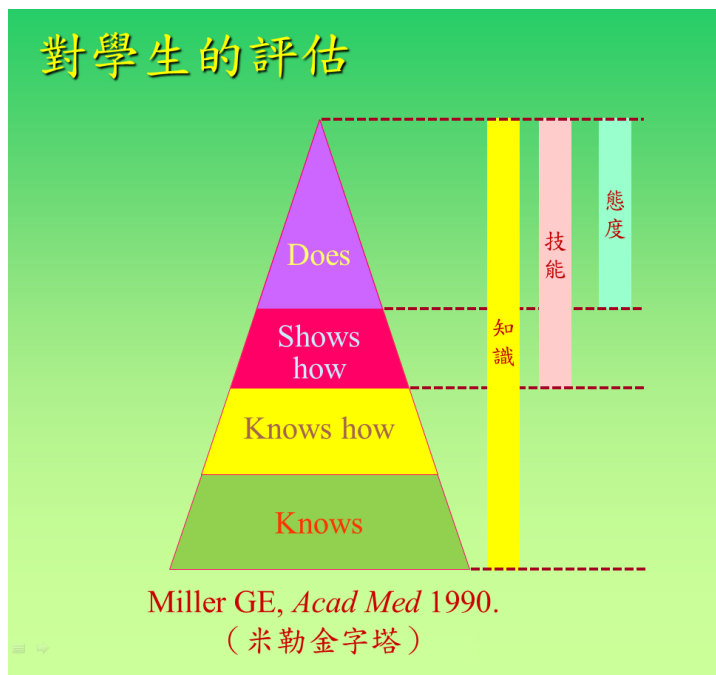 對學生的評估
Does
Shows
how
Knows how
Knows
知識
技能
態度
Miller GE, Acad Med 1990.
（米勒金字塔）